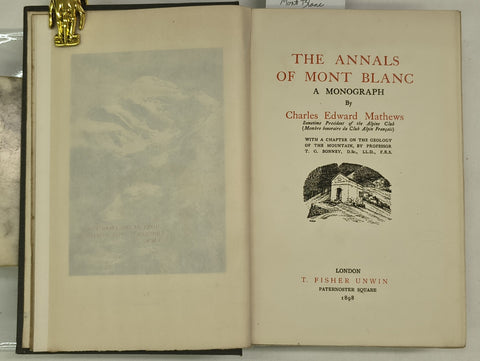 Mont Blanc
THE ANNALS
OF MONT BLANC
A MONOGRAPH
By
Charles Edward Mathews
Sometime President of the Alpine Club
(Membre honoraire du Club Alpin Français)
WITH A CHAPTER ON THE GEOLOGY
OF THE MOUNTAIN, BY PROFESSOR
T. G. BONNEY, D.Sc., LL.D., F.R.S.
LONDON
T. FISHER UNWIN
PATERNOSTER SQUARE
1898